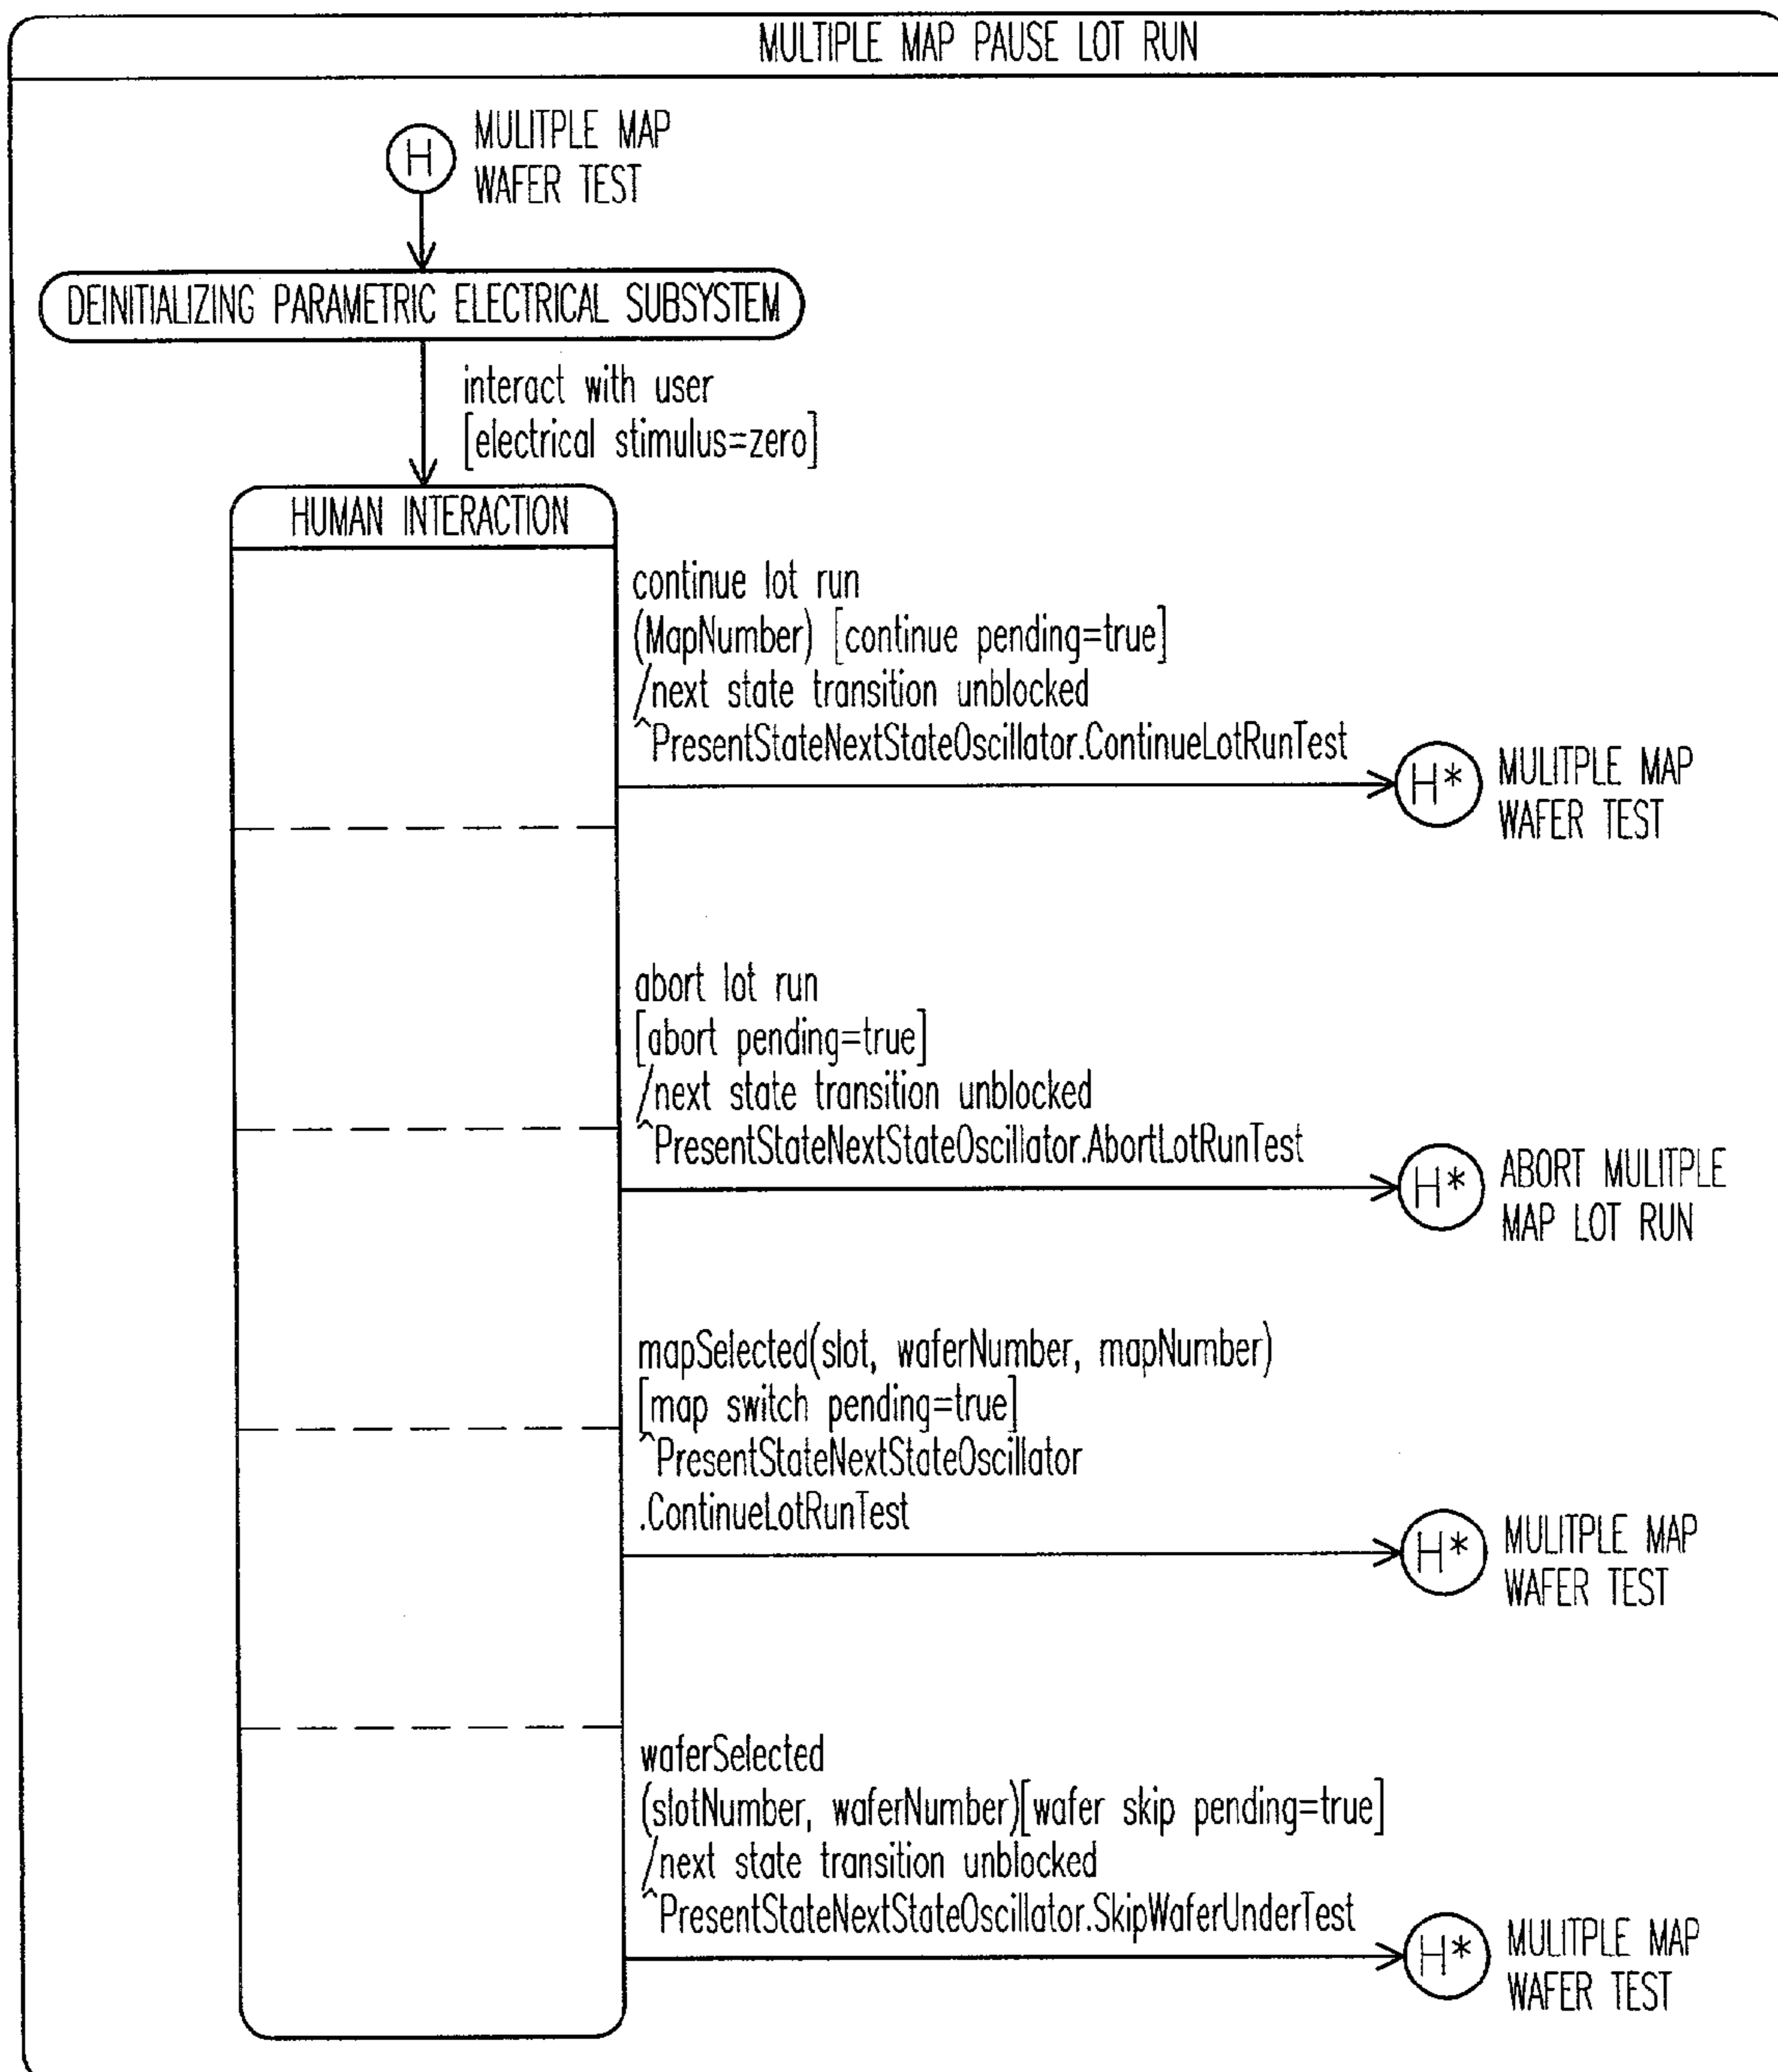 MULTIPLE MAP PAUSE LOT RUN
H
MULITPLE MAP
WAFER TEST
DEINITIALIZING PARAMETRIC ELECTRICAL SUBSYSTEM
interact with user
[electrical stimulus=zero]
HUMAN INTERACTION
continue lot run
(MapNumber) [continue pending=true]
/next state transition unblocked
^PresentStateNextStateOscillator.ContinueLotRunTest
H*
MULITPLE MAP
WAFER TEST
abort lot run
[abort pending=true]
/next state transition unblocked
^PresentStateNextStateOscillator.AbortLotRunTest
H*
ABORT MULITPLE
MAP LOT RUN
mapSelected(slot, waferNumber, mapNumber)
[map switch pending=true]
^PresentStateNextStateOscillator
.ContinueLotRunTest
H*
MULITPLE MAP
WAFER TEST
waferSelected
(slotNumber, waferNumber)[wafer skip pending=true]
/next state transition unblocked
^PresentStateNextStateOscillator.SkipWaferUnderTest
H*
MULITPLE MAP
WAFER TEST